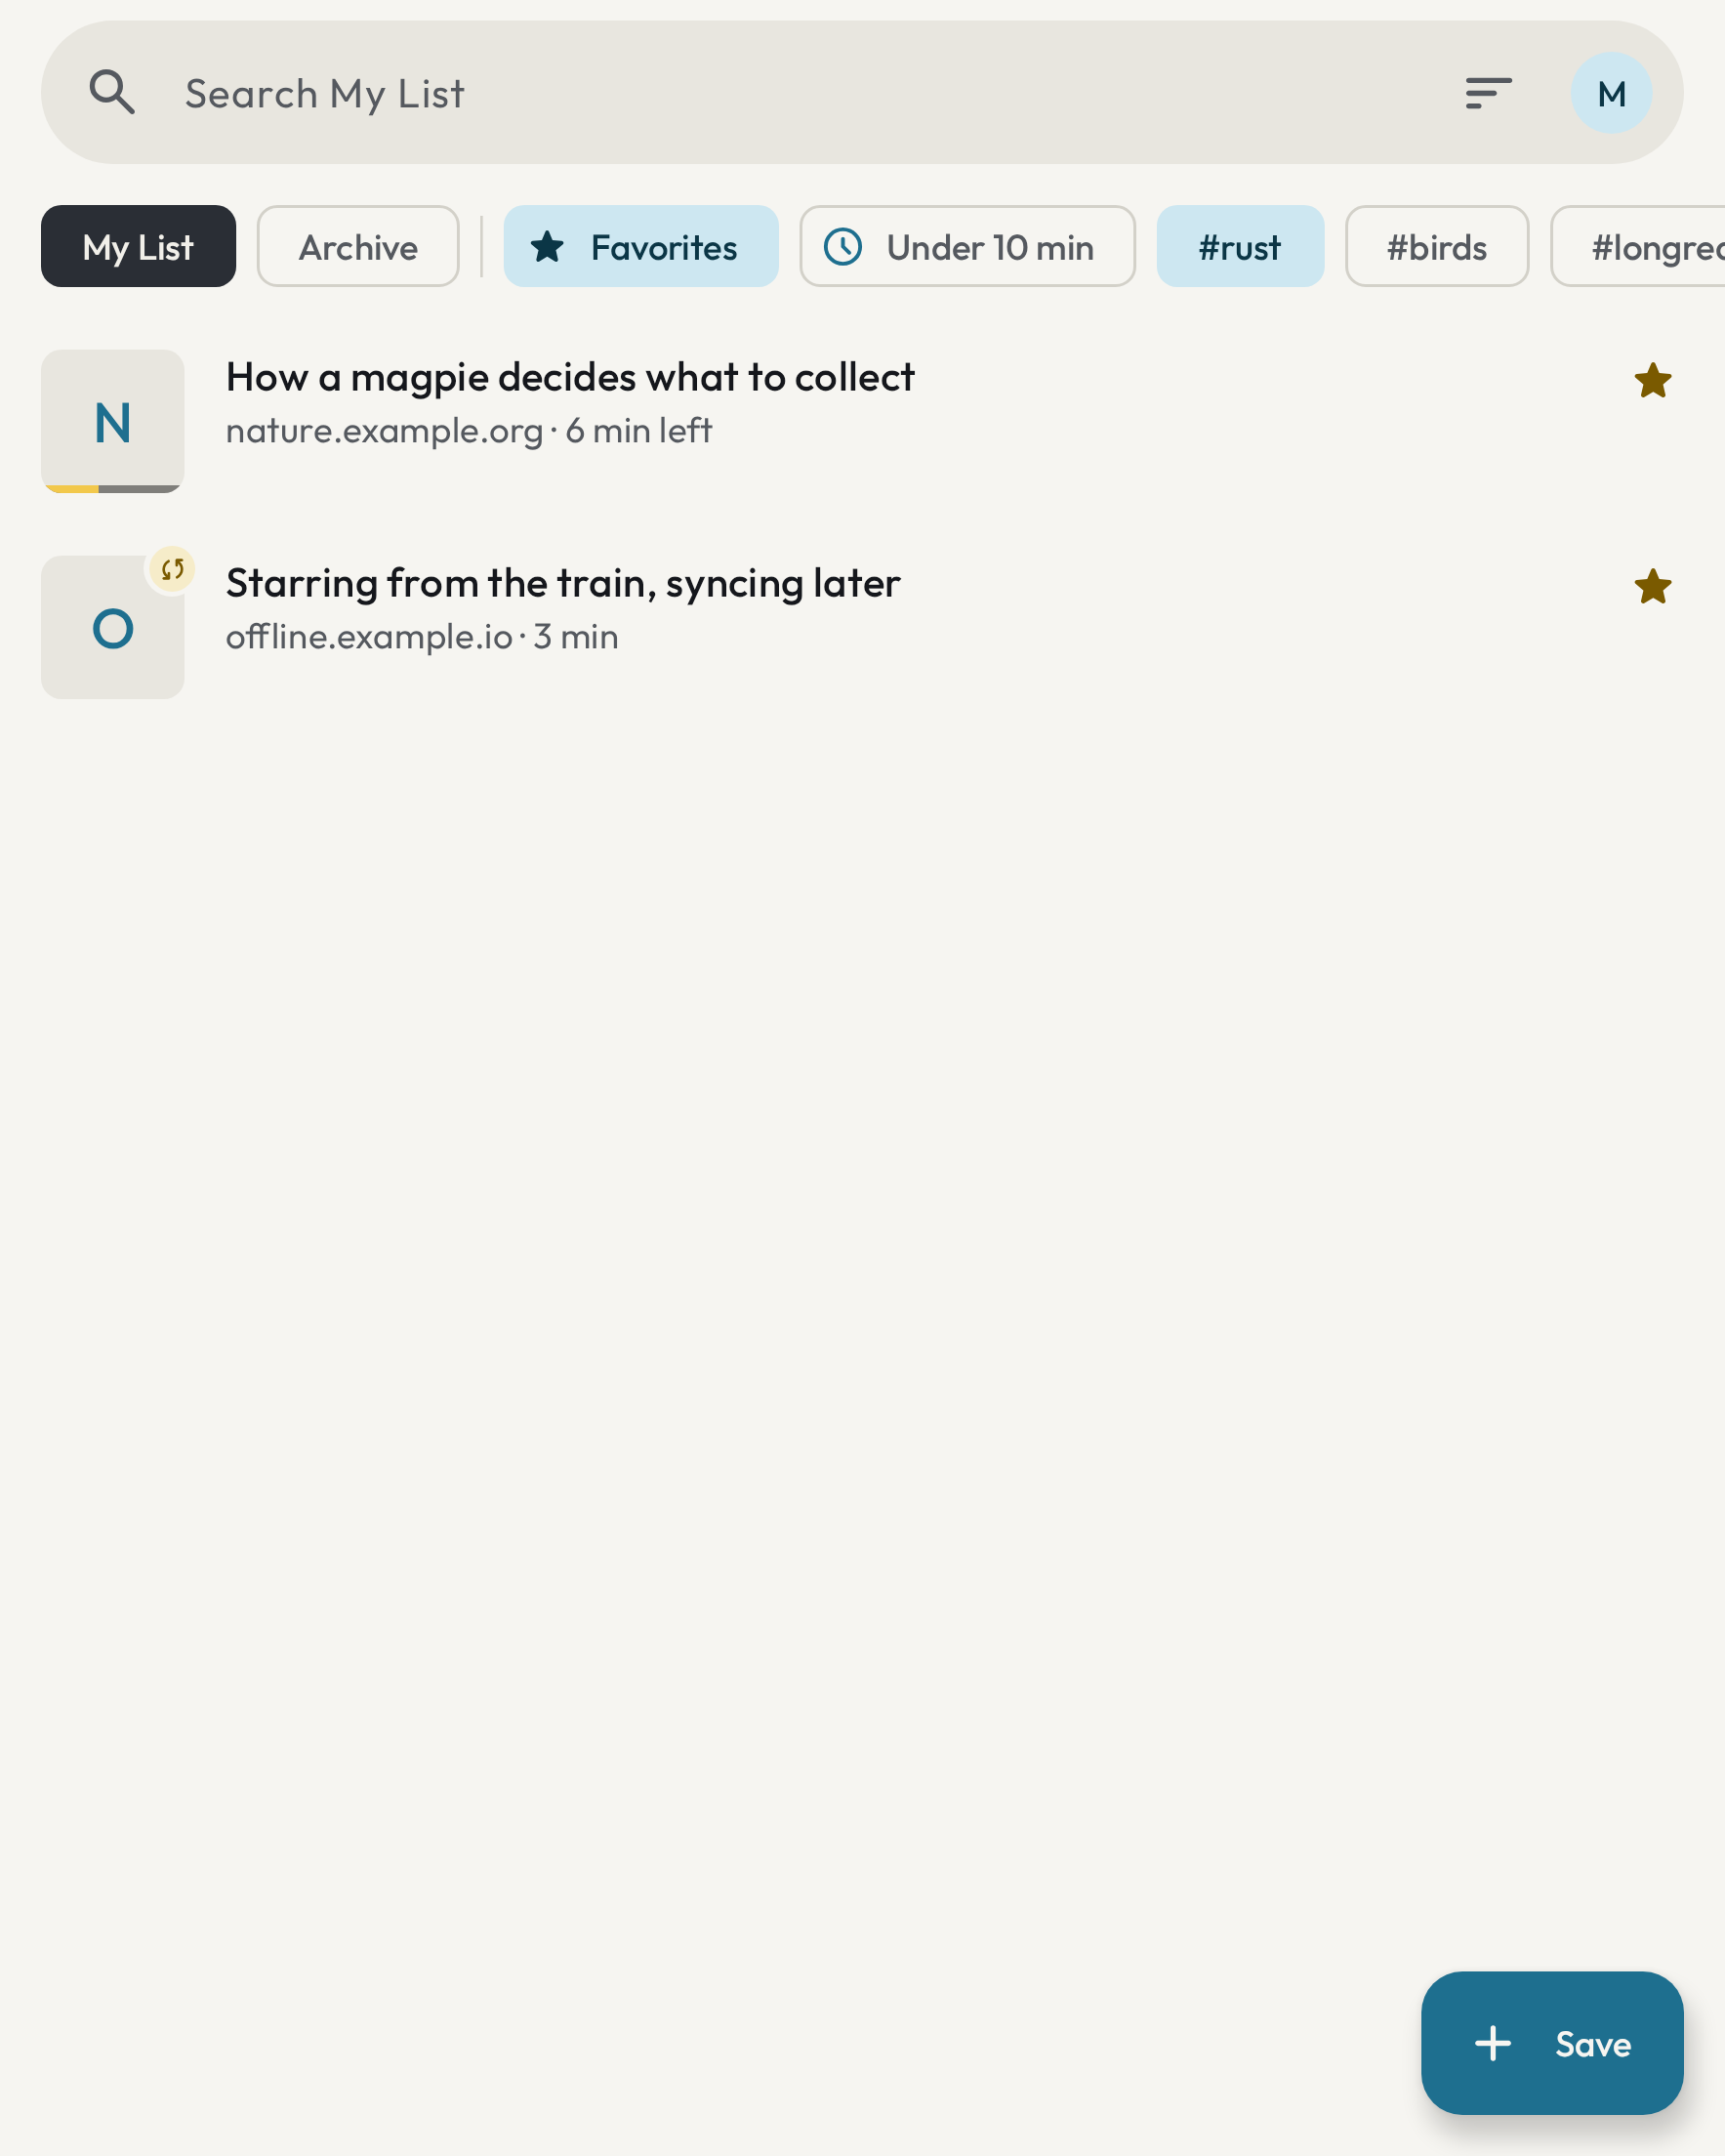 Search My List
M
My List
Archive
Favorites
Under 10 min
#rust
#birds
#longrea
N
How a magpie decides what to collect
nature.example.org · 6 min left
O
Starring from the train, syncing later
offline.example.io · 3 min
Save